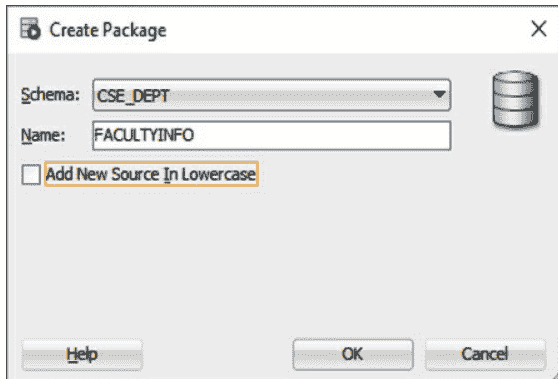 Create Package
Schema: CSE_DEPT
Name: FACULTYINFO
Add New Source In Lowercase
Help OK Cancel